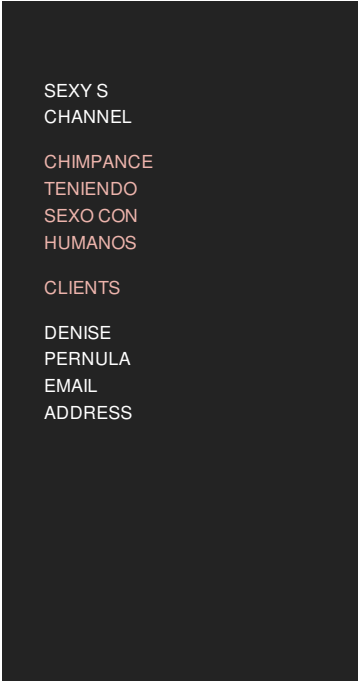 SEXY S
CHANNEL
CHIMPANCE
TENIENDO
SEXO CON
HUMANOS
CLIENTS
DENISE
PERNULA
EMAIL
ADDRESS